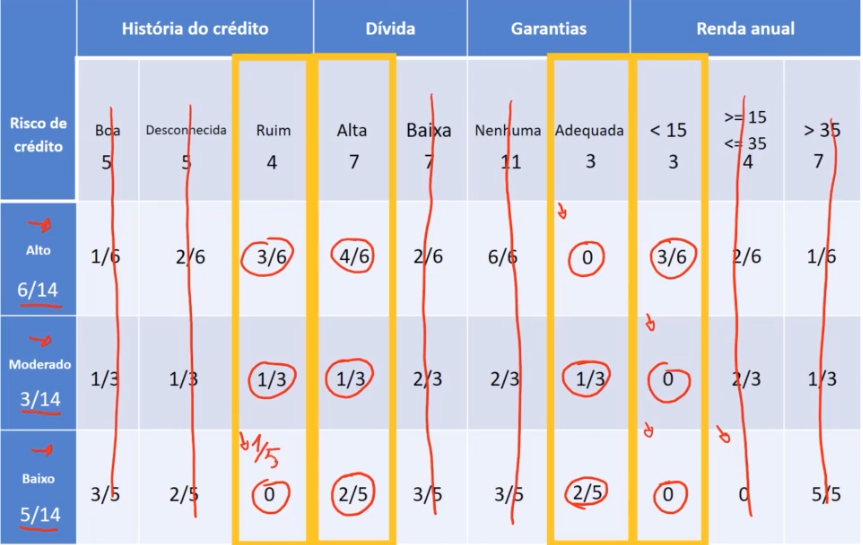 História do crédito Dívida Garantias Renda anual
Risco de
crédito
Boa Desconhecida Ruim Alta Baixa Nenhuma Adequada < 15 >= 15
<= 35 > 35
5 5 4 7 7 11 3 3 4 7
Alto
6/14
1/6 2/6 3/6 4/6 2/6 6/6 0 3/6 2/6 1/6
Moderado
3/14
1/3 1/3 1/3 1/3 2/3 2/3 1/3 0 2/3 1/3
1/5
Baixo
5/14
3/5 2/5 0 2/5 3/5 3/5 2/5 0 0 5/5